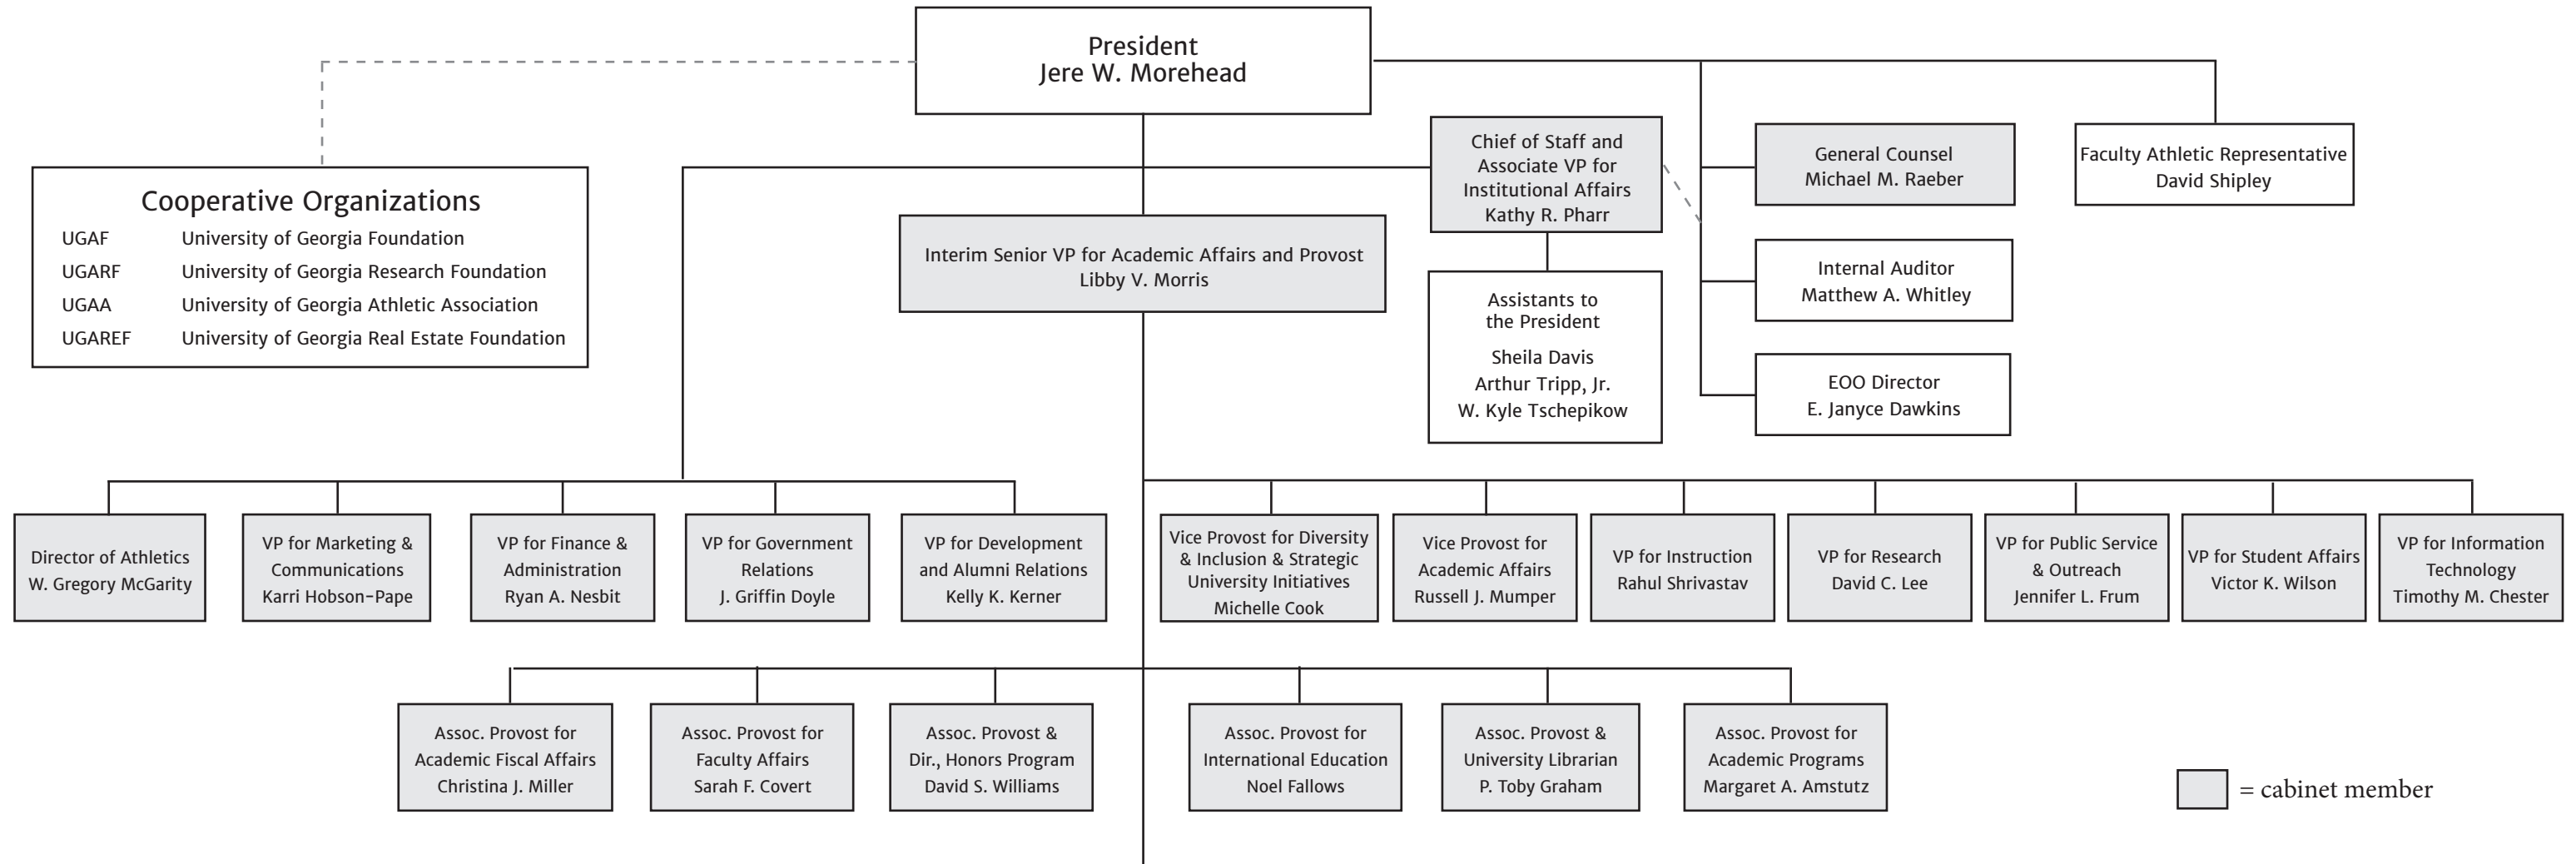 President
Jere W. Morehead
Cooperative Organizations
UGAF University of Georgia Foundation
UGARF University of Georgia Research Foundation
UGAA University of Georgia Athletic Association
UGAREF University of Georgia Real Estate Foundation
Interim Senior VP for Academic Affairs and Provost
Libby V. Morris
Chief of Staff and
Associate VP for
Institutional Affairs
Kathy R. Pharr
Assistants to
the President
Sheila Davis
Arthur Tripp, Jr.
W. Kyle Tschepikow
General Counsel
Michael M. Raeber
Internal Auditor
Matthew A. Whitley
EOO Director
E. Janyce Dawkins
Faculty Athletic Representative
David Shipley
Director of Athletics
W. Gregory McGarity
VP for Marketing &
Communications
Karri Hobson-Pape
VP for Finance &
Administration
Ryan A. Nesbit
VP for Government
Relations
J. Griffin Doyle
VP for Development
and Alumni Relations
Kelly K. Kerner
Vice Provost for Diversity
& Inclusion & Strategic
University Initiatives
Michelle Cook
Vice Provost for
Academic Affairs
Russell J. Mumper
VP for Instruction
Rahul Shrivastav
VP for Research
David C. Lee
VP for Public Service
& Outreach
Jennifer L. Frum
VP for Student Affairs
Victor K. Wilson
VP for Information
Technology
Timothy M. Chester
Assoc. Provost for
Academic Fiscal Affairs
Christina J. Miller
Assoc. Provost for
Faculty Affairs
Sarah F. Covert
Assoc. Provost &
Dir., Honors Program
David S. Williams
Assoc. Provost for
International Education
Noel Fallows
Assoc. Provost &
University Librarian
P. Toby Graham
Assoc. Provost for
Academic Programs
Margaret A. Amstutz
= cabinet member